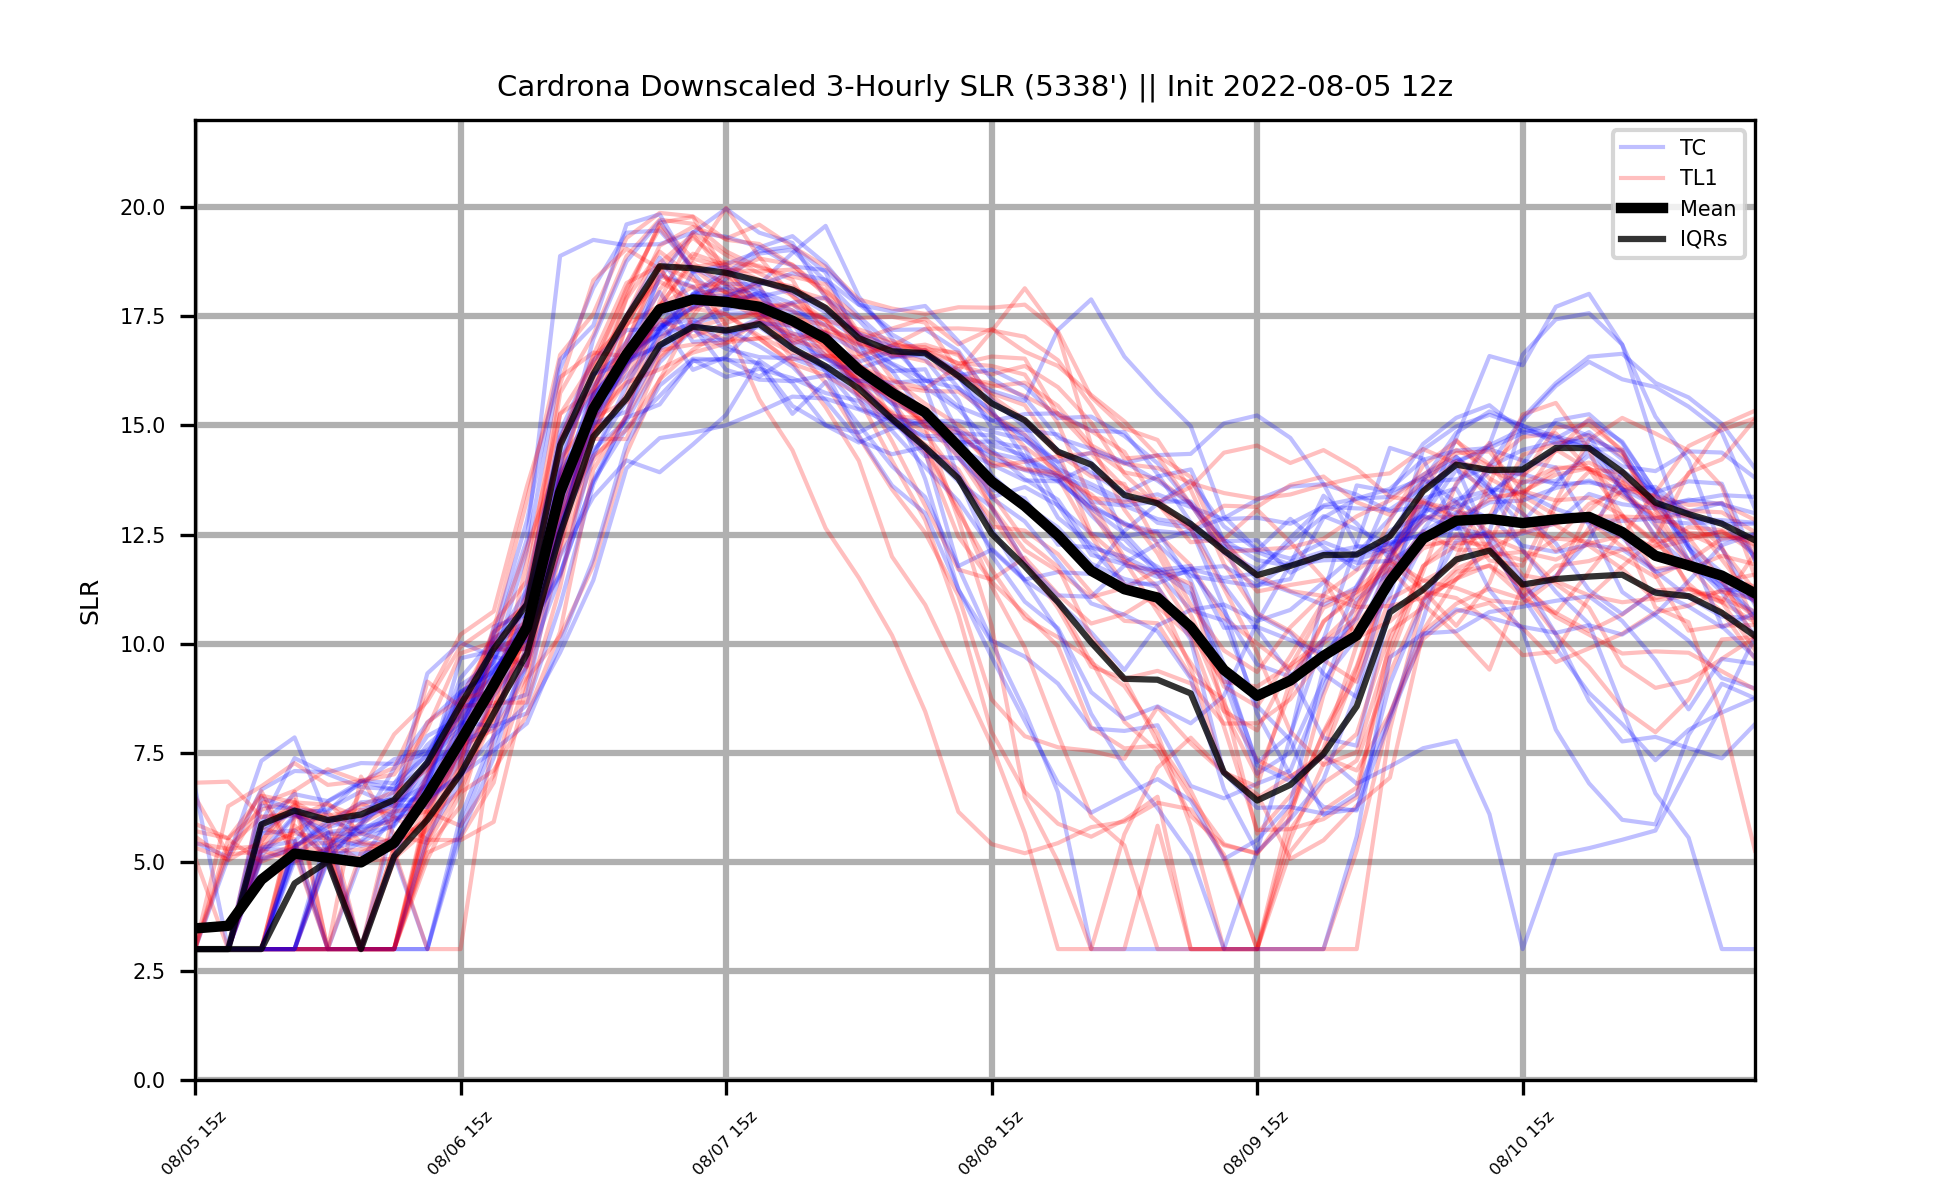 Cardrona Downscaled 3-Hourly SLR (5338') || Init 2022-08-05 12z
TC
TL1
Mean
IQRs
SLR
20.0
17.5
15.0
12.5
10.0
7.5
5.0
2.5
0.0
08/05 15z
08/06 15z
08/07 15z
08/08 15z
08/09 15z
08/10 15z